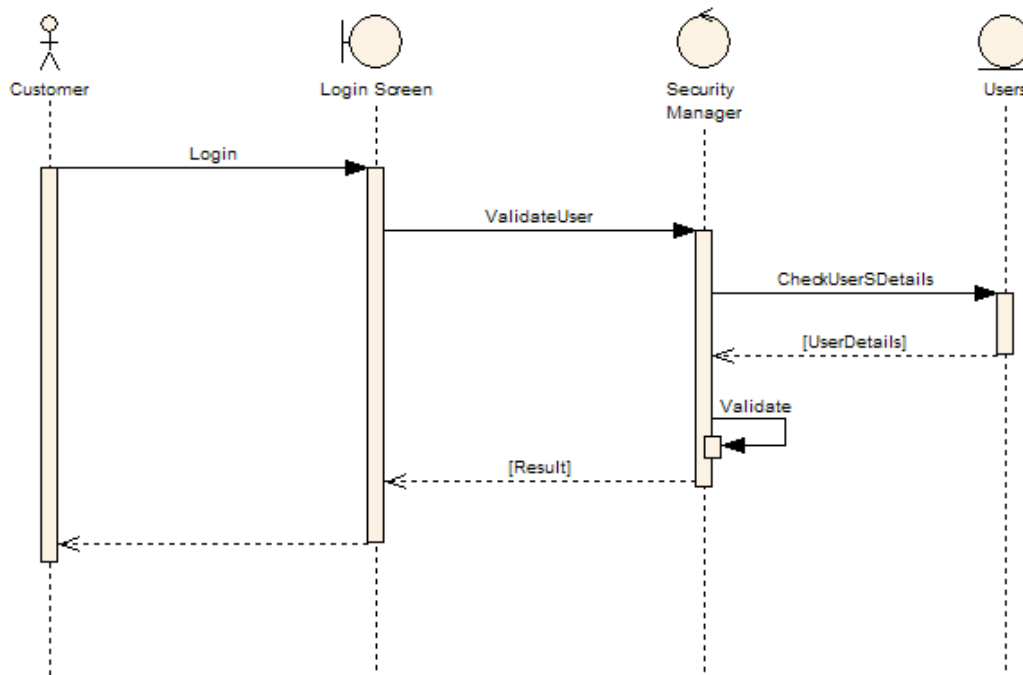 Customer
Login Screen
Security
Manager
Users
Login
ValidateUser
CheckUserSDetails
[UserDetails]
Validate
[Result]